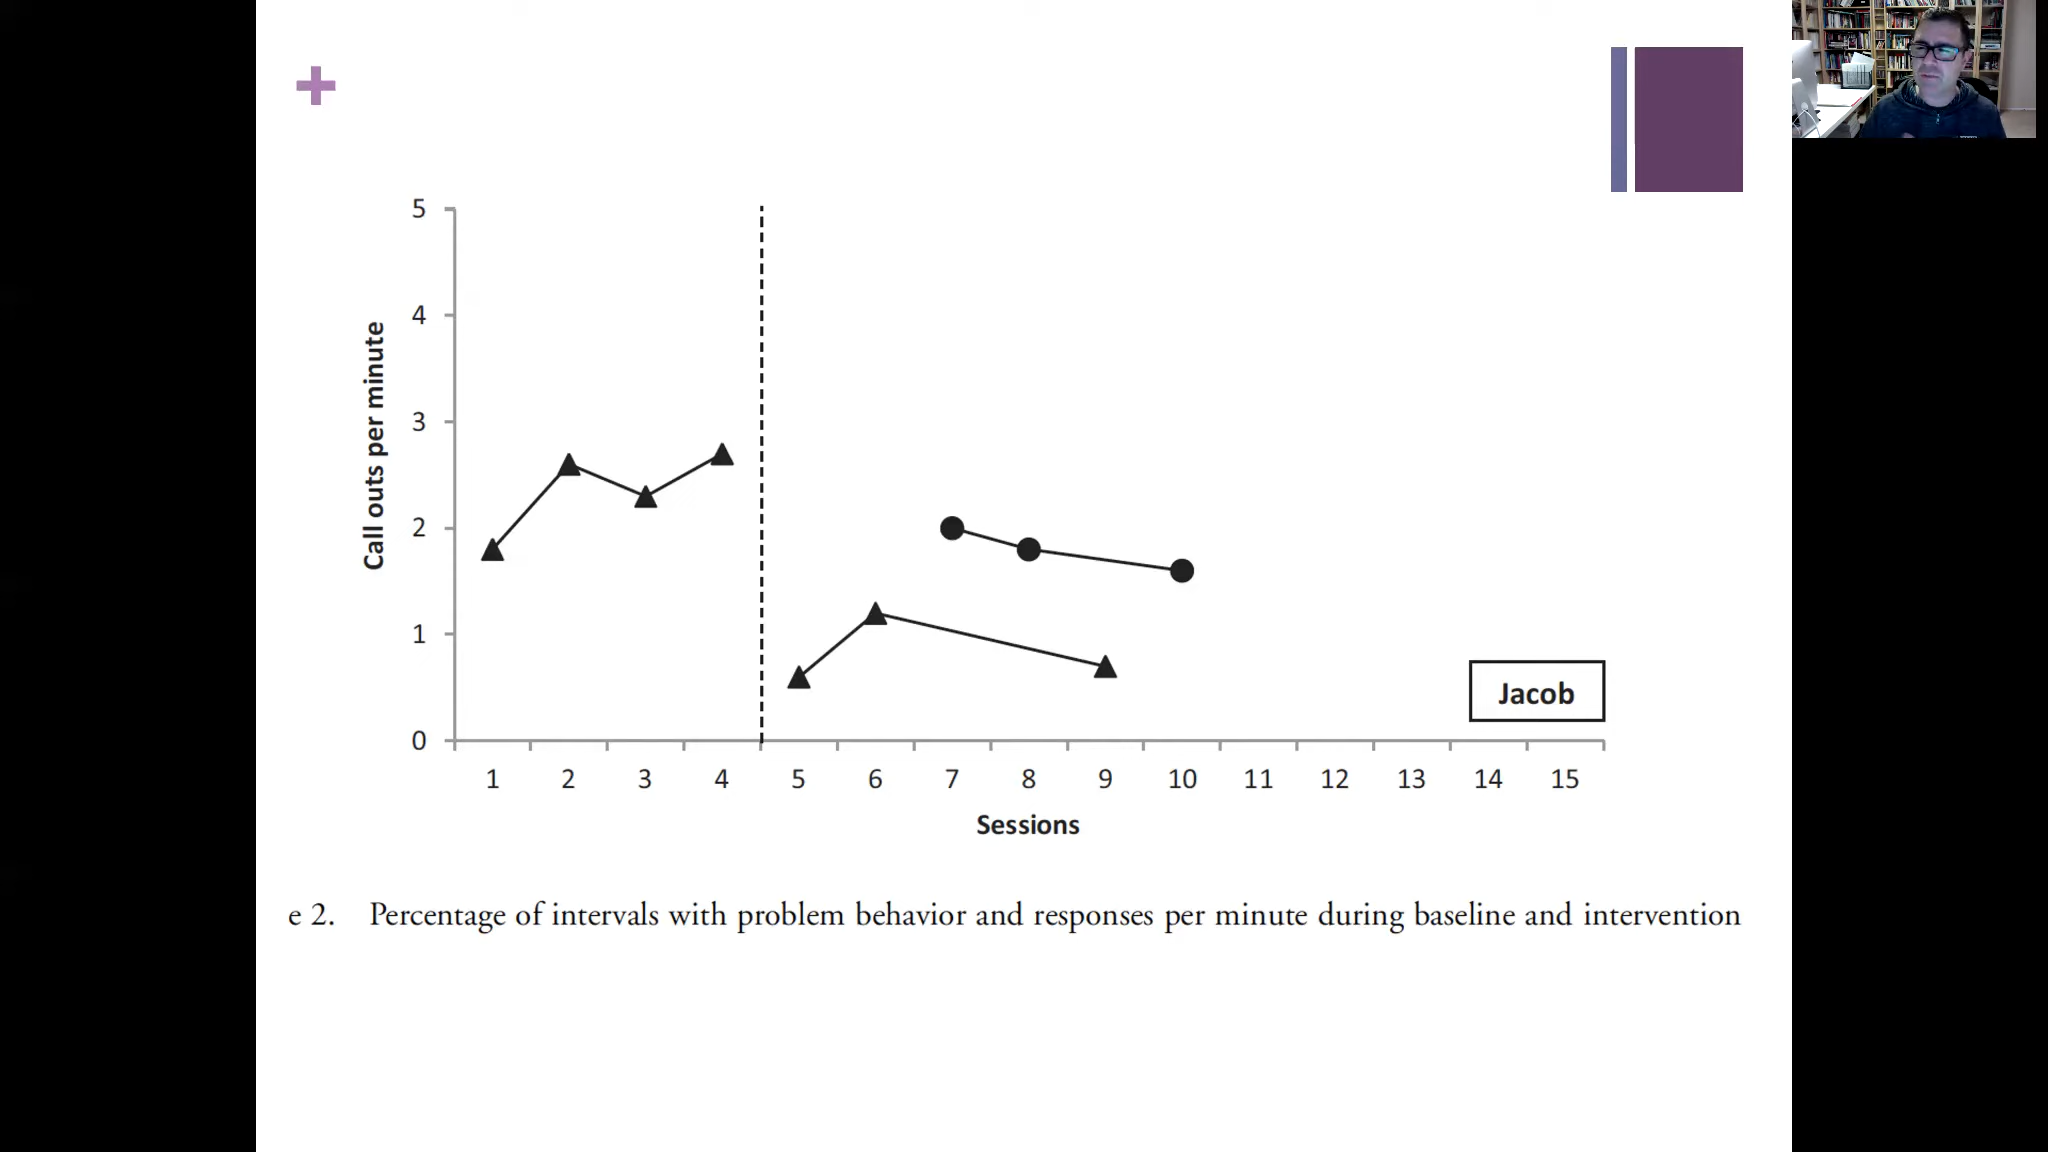 5
4
3
2
1
0
Call outs per minute
1 2 3 4 5 6 7 8 9 10 11 12 13 14 15
Sessions
Jacob
e 2. Percentage of intervals with problem behavior and responses per minute during baseline and intervention